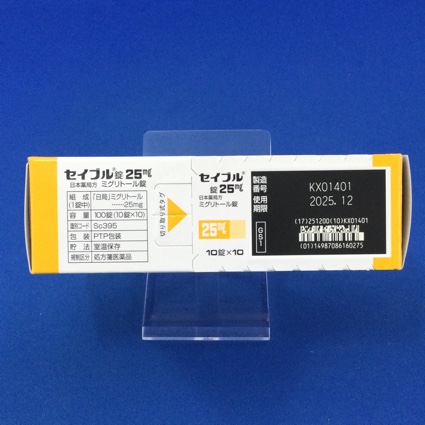 セイブル®錠25mg
日本薬局方 ミグリトール錠
組成(1錠中) 「日局」ミグリトール ……25mg
容量 100錠(10錠×10)
識別コード Sc395
包装 PTP包装
貯法 室温保存
規制区分 処方箋医薬品
切り取り式タグ
セイブル®錠25mg
日本薬局方
ミグリトール錠
25mg
10錠×10
製造番号 KX01401
使用期限 2025.12
GS1
(17)251200(10)KX01401
(01)14987086160275